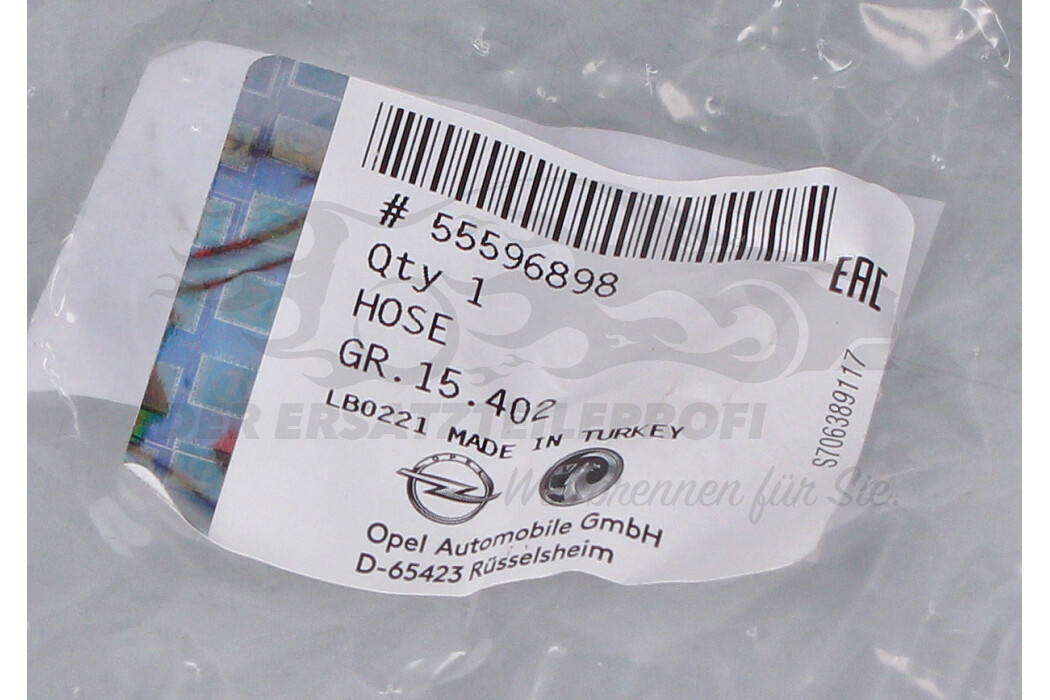 # 55596898
EAC
Qty 1
HOSE
GR.15.402
LB0221 MADE IN TURKEY
S706389117
OPEL
DER ERSATZTEILEPROFI
Wir brennen für Sie.
Opel Automobile GmbH
D-65423 Rüsselsheim